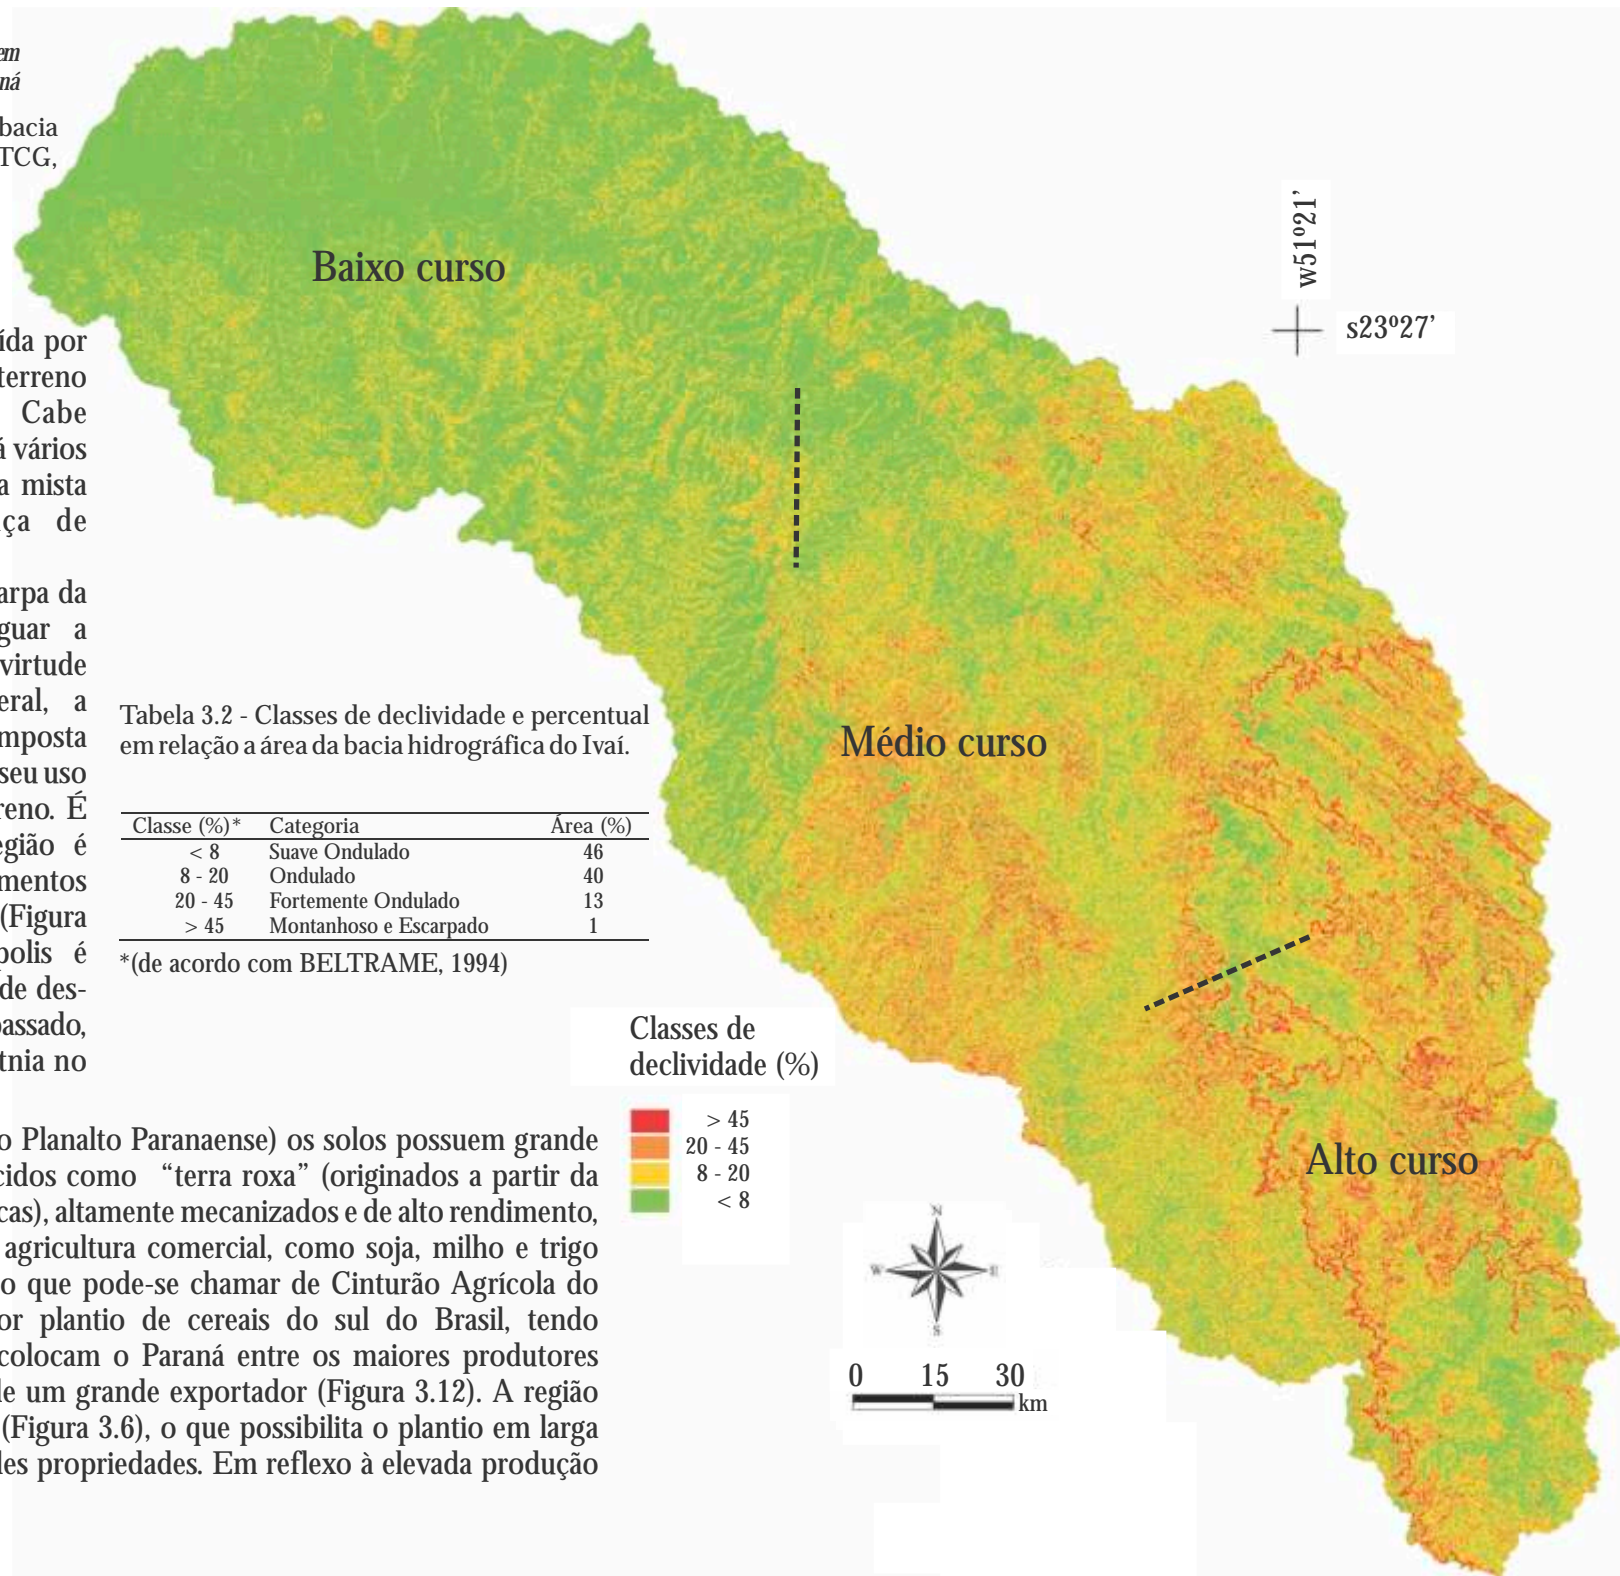 em
ná
bacia
TCG,
ída por
terreno
Cabe
á vários
a mista
ça de
arpa da
guar a
virtude
eral, a
mposta
seu uso
reno. É
egião é
mentos
(Figura
polis é
de des-
passado,
tnia no
o Planalto Paranaense) os solos possuem grande
cidos como “terra roxa” (originados a partir da
cas), altamente mecanizados e de alto rendimento,
agricultura comercial, como soja, milho e trigo
o que pode-se chamar de Cinturão Agrícola do
or plantio de cereais do sul do Brasil, tendo
colocam o Paraná entre os maiores produtores
le um grande exportador (Figura 3.12). A região
(Figura 3.6), o que possibilita o plantio em larga
les propriedades. Em reflexo à elevada produção
Tabela 3.2 - Classes de declividade e percentual
em relação a área da bacia hidrográfica do Ivaí.
Classe (%)* Categoria Área (%)
< 8 Suave Ondulado 46
8 - 20 Ondulado 40
20 - 45 Fortemente Ondulado 13
> 45 Montanhoso e Escarpado 1
*(de acordo com BELTRAME, 1994)
Baixo curso
Médio curso
Alto curso
w51º21’
s23º27’
Classes de
declividade (%)
> 45
20 - 45
8 - 20
< 8
N
W E
S
0 15 30
km